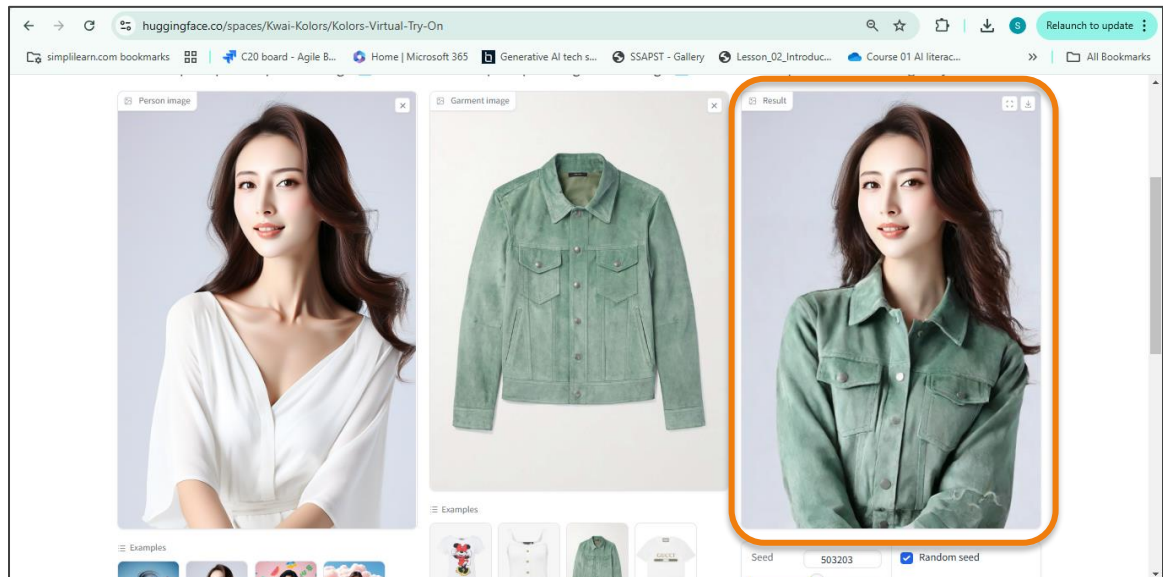 huggingface.co/spaces/Kwai-Kolors/Kolors-Virtual-Try-On
S
Relaunch to update
simplilearn.com bookmarks
C20 board - Agile B...
Home | Microsoft 365
Generative AI tech s...
SSAPST - Gallery
Lesson_02_Introduc...
Course 01 AI literac...
»
All Bookmarks
Person image
Garment image
Result
Examples
Examples
Seed
503203
Random seed